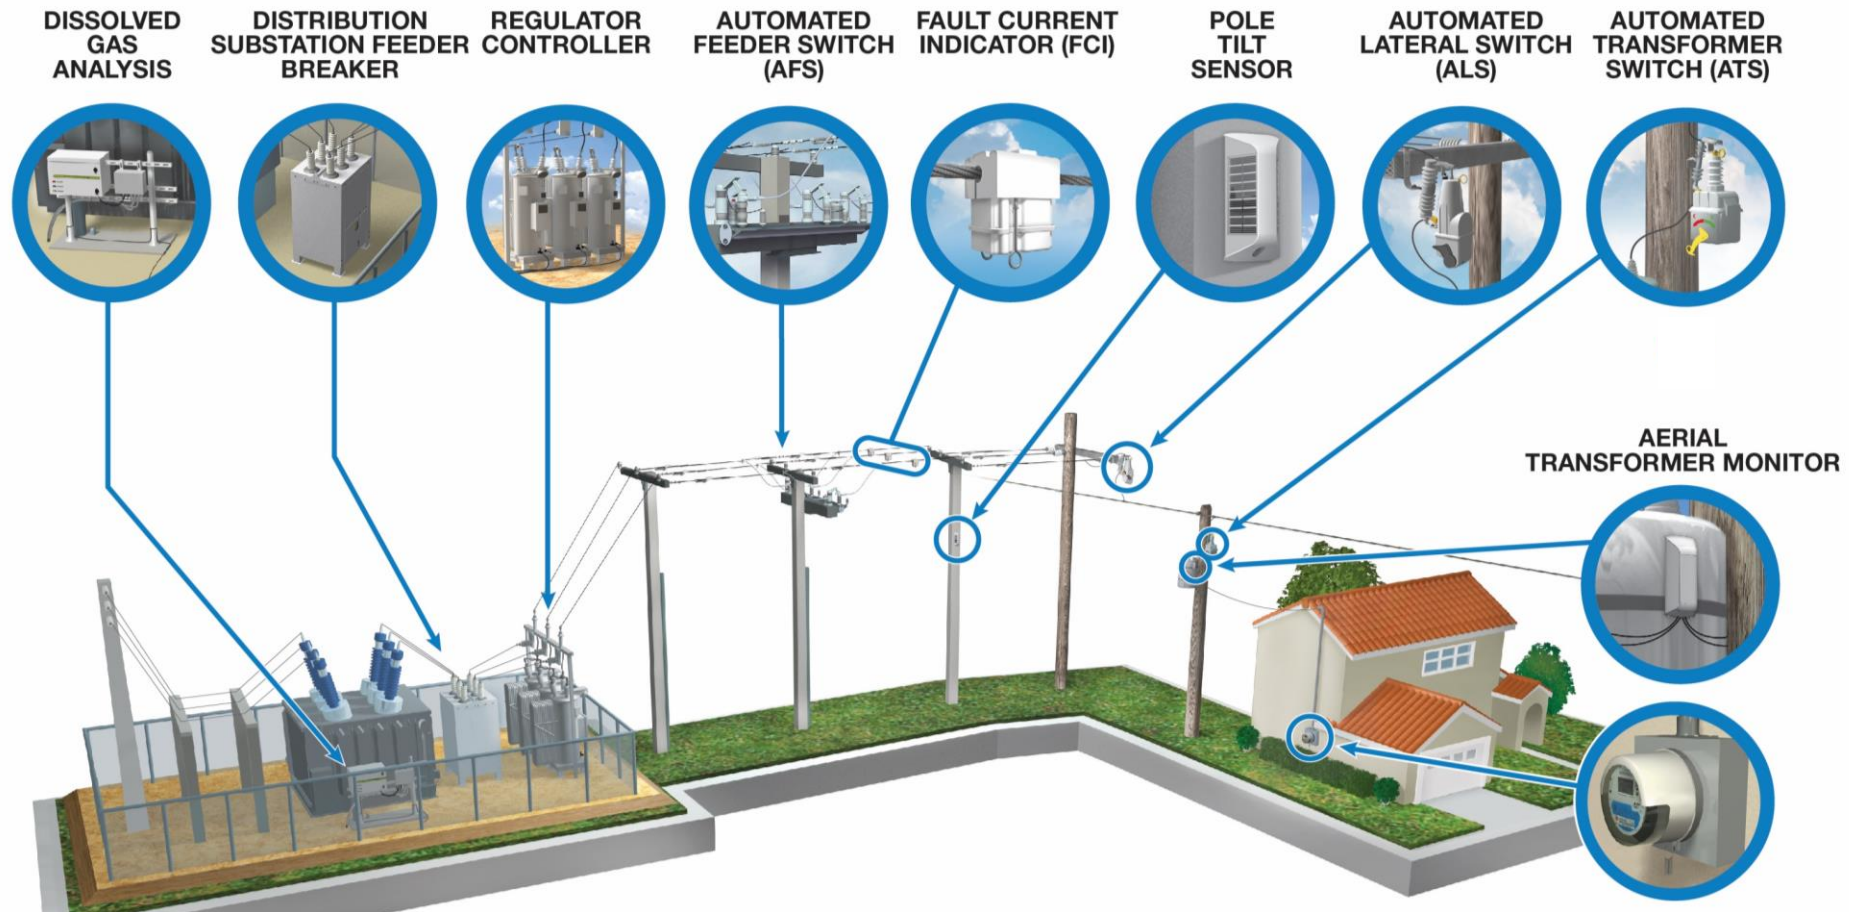 DISSOLVED
GAS
ANALYSIS
DISTRIBUTION
SUBSTATION FEEDER
BREAKER
REGULATOR
CONTROLLER
AUTOMATED
FEEDER SWITCH
(AFS)
FAULT CURRENT
INDICATOR (FCI)
POLE
TILT
SENSOR
AUTOMATED
LATERAL SWITCH
(ALS)
AUTOMATED
TRANSFORMER
SWITCH (ATS)
AERIAL
TRANSFORMER MONITOR